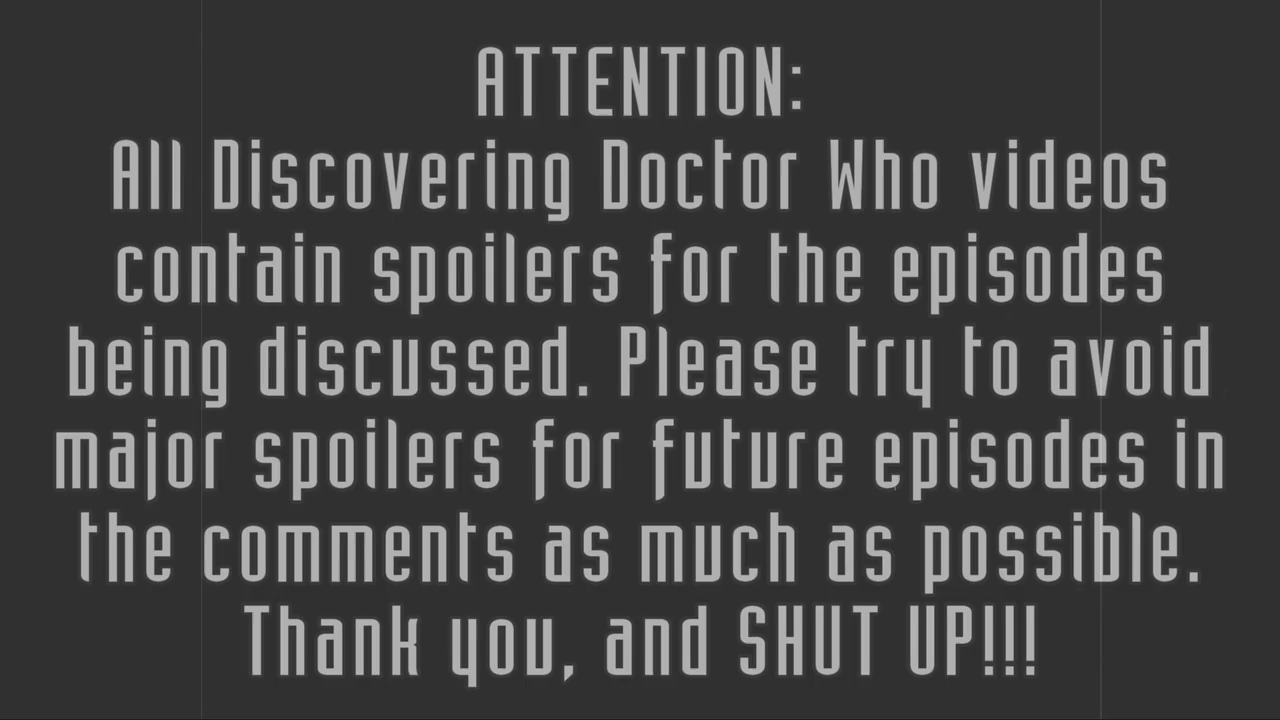 ATTENTION:
All Discovering Doctor Who videos
contain spoilers for the episodes
being discussed. Please try to avoid
major spoilers for future episodes in
the comments as much as possible.
Thank you, and SHUT UP!!!